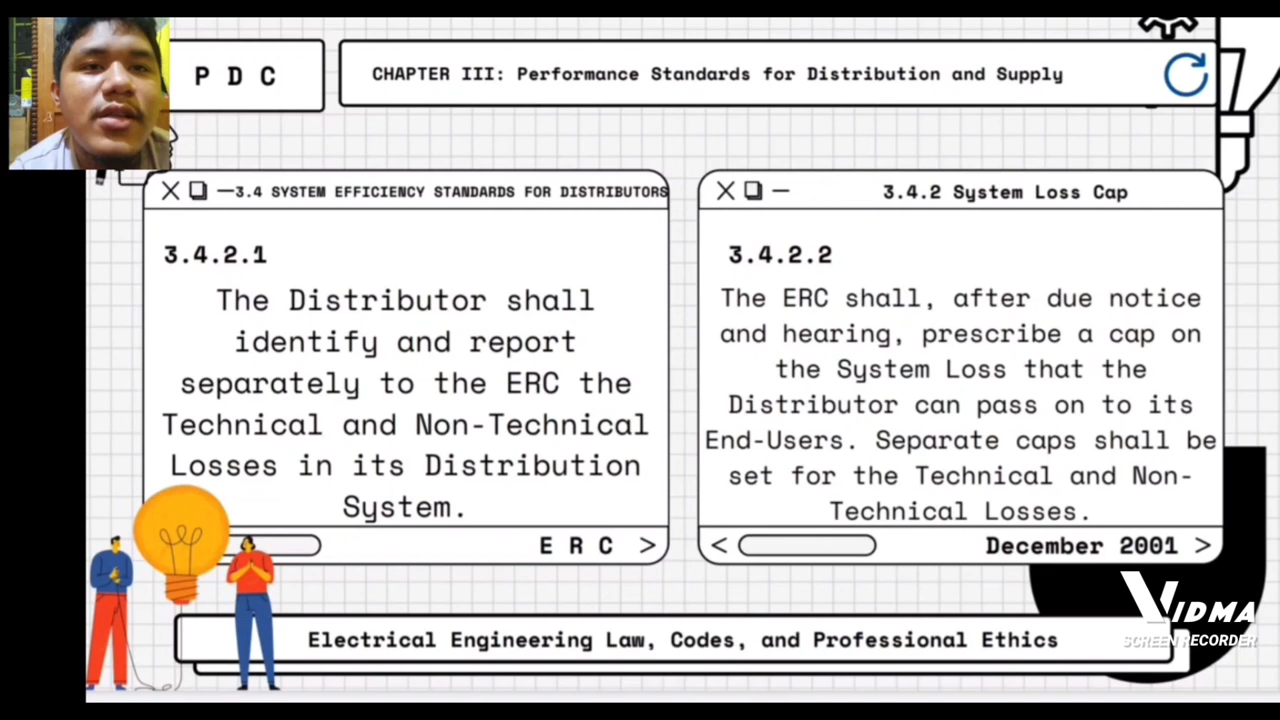 P D C
CHAPTER III: Performance Standards for Distribution and Supply
3.4 SYSTEM EFFICIENCY STANDARDS FOR DISTRIBUTORS
3.4.2.1
The Distributor shall
identify and report
separately to the ERC the
Technical and Non-Technical
Losses in its Distribution
System.
E R C >
3.4.2 System Loss Cap
3.4.2.2
The ERC shall, after due notice
and hearing, prescribe a cap on
the System Loss that the
Distributor can pass on to its
End-Users. Separate caps shall be
set for the Technical and Non-
Technical Losses.
< December 2001 >
Electrical Engineering Law, Codes, and Professional Ethics
VIDMA
SCREEN RECORDER